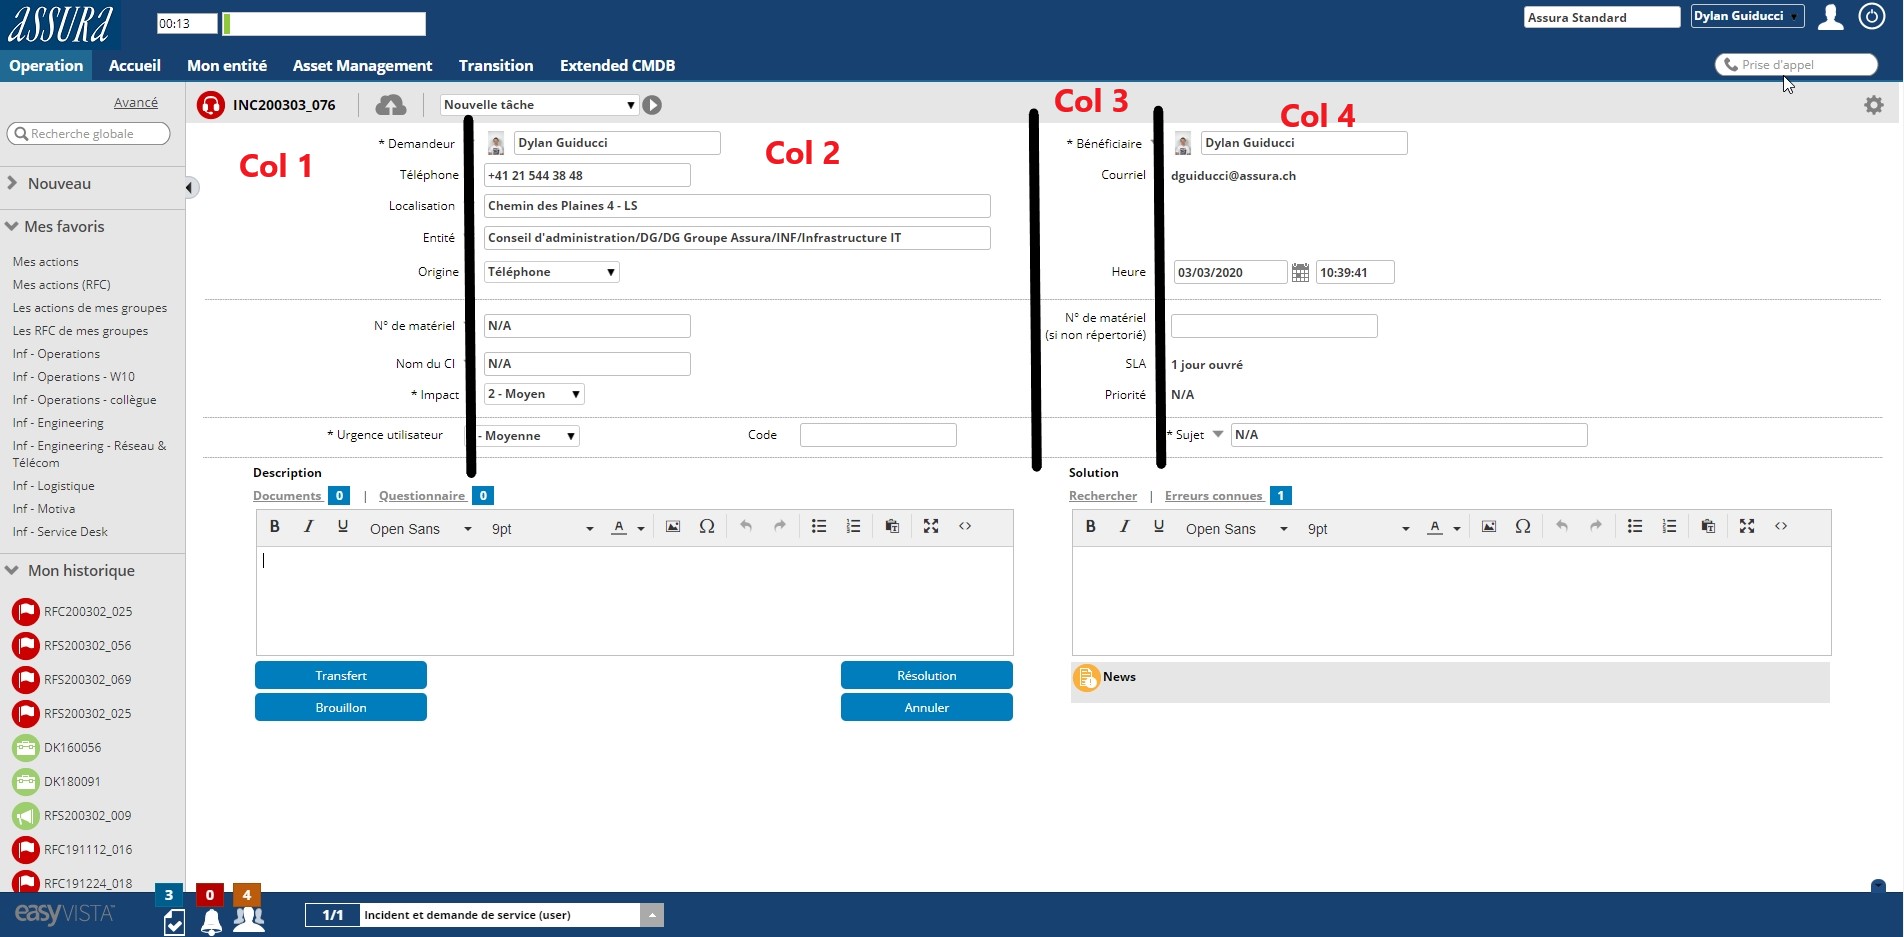 ASSURA
00:13
Assura Standard
Dylan Guiducci
Operation Accueil Mon entité Asset Management Transition Extended CMDB
Prise d'appel
Avancé
Recherche globale
Nouveau
Mes favoris
Mes actions
Mes actions (RFC)
Les actions de mes groupes
Les RFC de mes groupes
Inf - Operations
Inf - Operations - W10
Inf - Operations - collègue
Inf - Engineering
Inf - Engineering - Réseau &
Télécom
Inf - Logistique
Inf - Motiva
Inf - Service Desk
Mon historique
RFC200302_025
RFS200302_056
RFS200302_069
RFS200302_025
DK160056
DK180091
RFS200302_009
RFC191112_016
RFC191224_018
INC200303_076
Nouvelle tâche
Col 1
Col 2
Col 3
Col 4
* Demandeur Dylan Guiducci
* Bénéficiaire Dylan Guiducci
Téléphone +41 21 544 38 48
Courriel dguiducci@assura.ch
Localisation Chemin des Plaines 4 - LS
Entité Conseil d'administration/DG/DG Groupe Assura/INF/Infrastructure IT
Origine Téléphone
Heure 03/03/2020 10:39:41
N° de matériel N/A
N° de matériel
(si non répertorié)
Nom du CI N/A
SLA 1 jour ouvré
* Impact 2 - Moyen
Priorité N/A
* Urgence utilisateur - Moyenne
Code
* Sujet N/A
Description
Documents 0 | Questionnaire 0
B I U Open Sans 9pt A Ω
Transfert
Résolution
Brouillon
Annuler
Solution
Rechercher | Erreurs connues 1
B I U Open Sans 9pt A Ω
News
easyVISTA
3 0 4
1/1 Incident et demande de service (user)